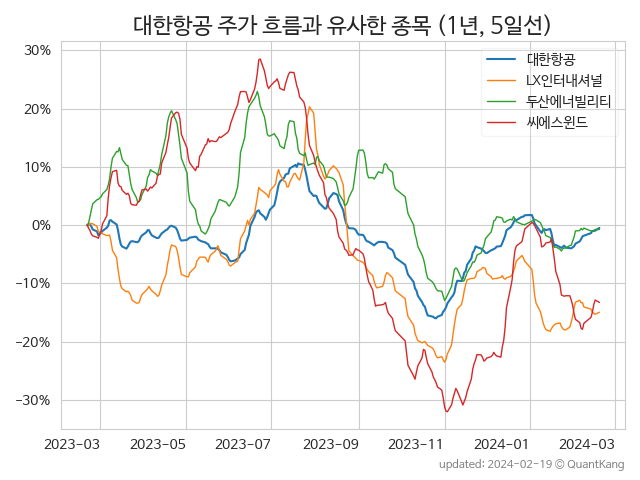 대한항공 주가 흐름과 유사한 종목 (1년, 5일선)
30%
20%
10%
0%
−10%
−20%
−30%
대한항공
LX인터내셔널
두산에너빌리티
씨에스윈드
2023-03 2023-05 2023-07 2023-09 2023-11 2024-01 2024-03
updated: 2024-02-19 © QuantKang